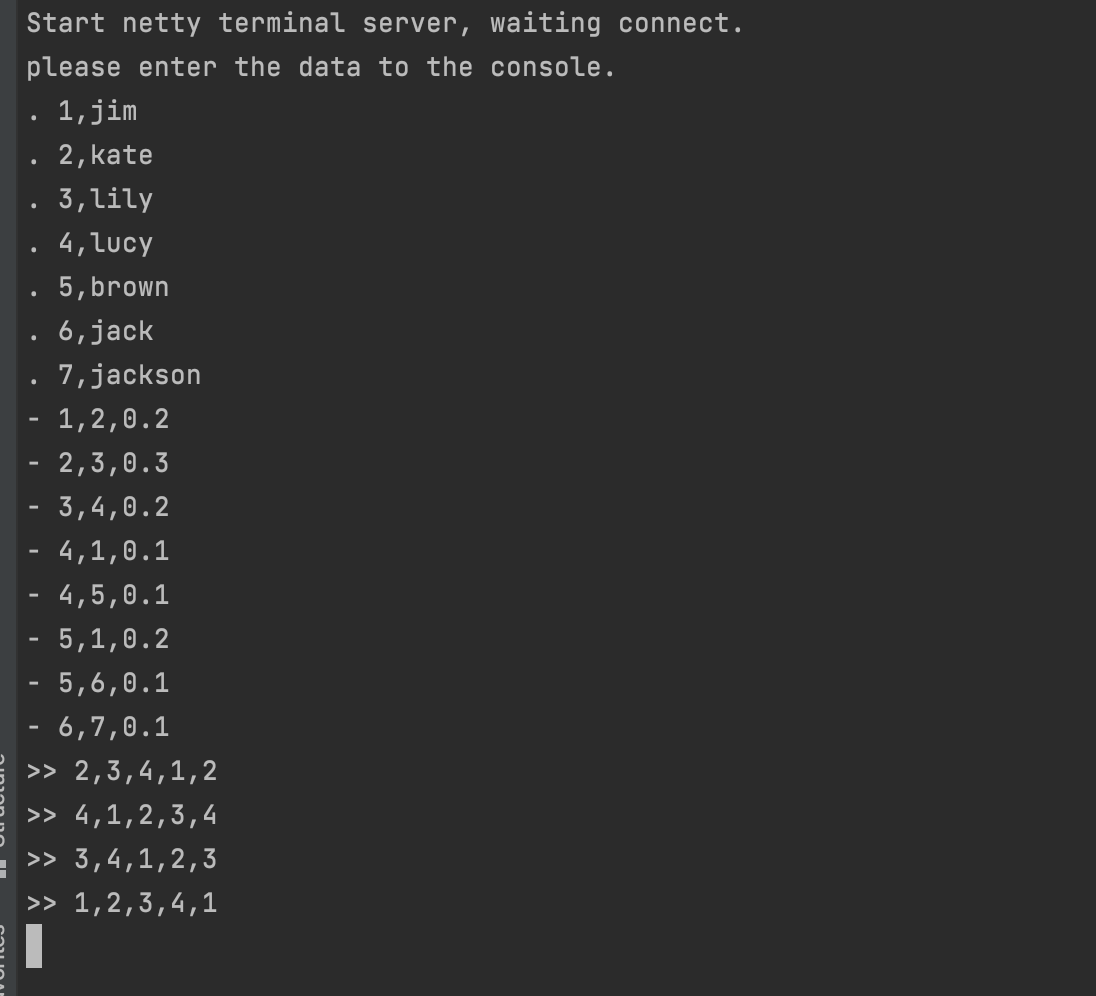 Start netty terminal server, waiting connect.
please enter the data to the console.
. 1,jim
. 2,kate
. 3,lily
. 4,lucy
. 5,brown
. 6,jack
. 7,jackson
- 1,2,0.2
- 2,3,0.3
- 3,4,0.2
- 4,1,0.1
- 4,5,0.1
- 5,1,0.2
- 5,6,0.1
- 6,7,0.1
>> 2,3,4,1,2
>> 4,1,2,3,4
>> 3,4,1,2,3
>> 1,2,3,4,1